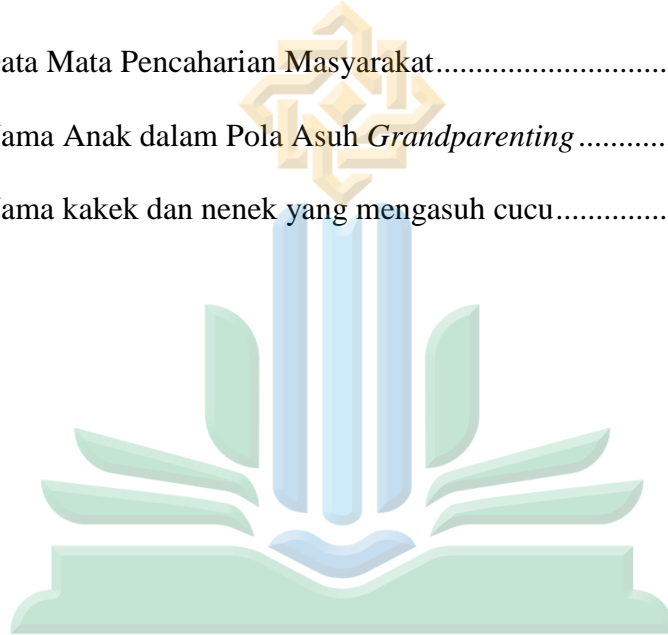 ata Mata Pencaharian Masyarakat............................
ama Anak dalam Pola Asuh Grandparenting...........
ama kakek dan nenek yang mengasuh cucu..............